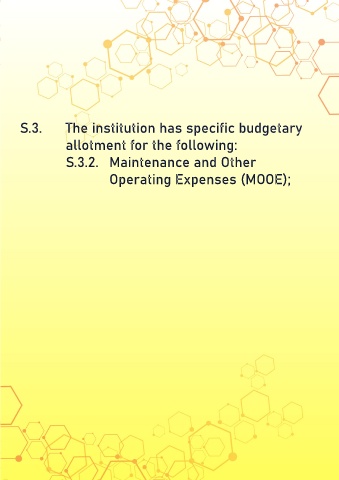 S.3. The institution has specific budgetary
allotment for the following:
S.3.2. Maintenance and Other
Operating Expenses (MOOE);